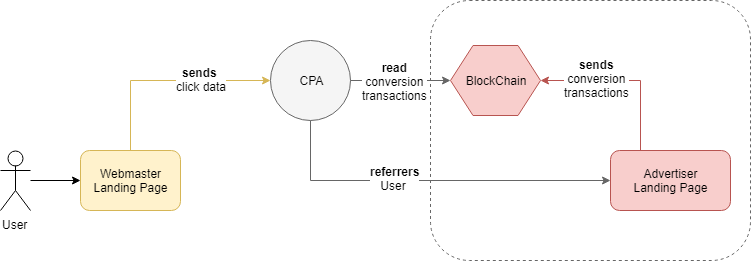 sends
click data
CPA
read
conversion
transactions
BlockChain
sends
conversion
transactions
Webmaster
Landing Page
referrers
User
Advertiser
Landing Page
User